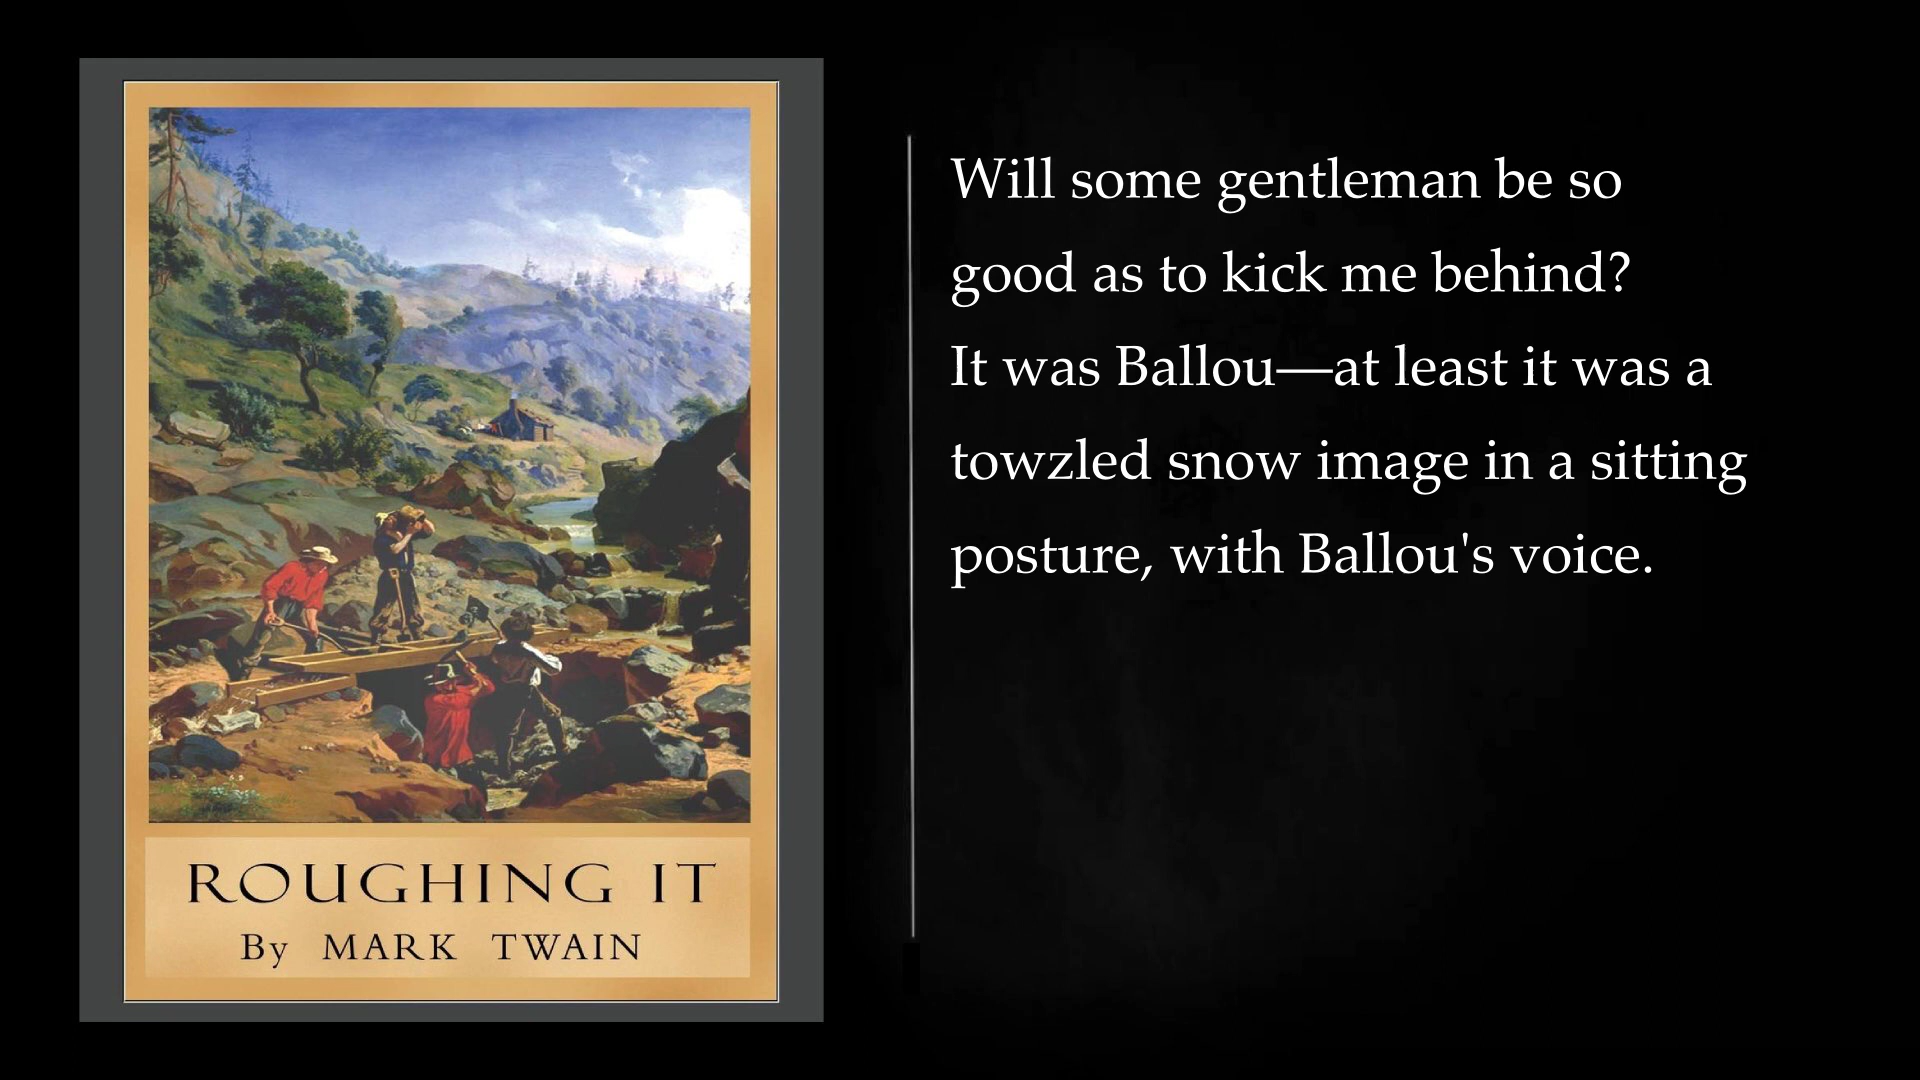 ROUGHING IT
By MARK TWAIN
Will some gentleman be so
good as to kick me behind?
It was Ballou—at least it was a
towzled snow image in a sitting
posture, with Ballou's voice.